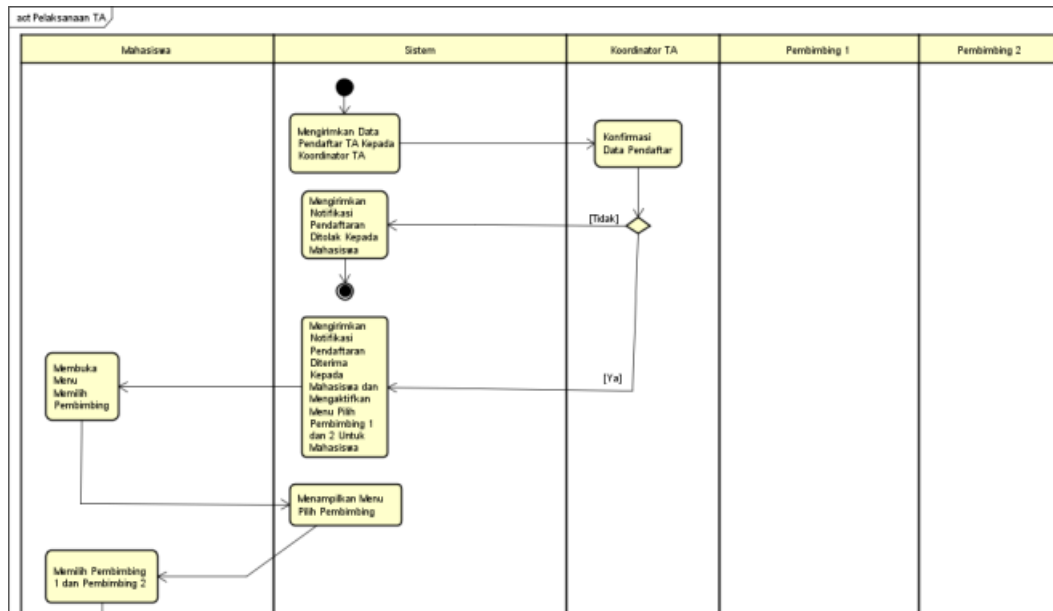 act Pelaksanaan TA
Mahasiswa
Sistem
Koordinator TA
Pembimbing 1
Pembimbing 2
Mengirimkan Data
Pendaftar TA Kepada
Koordinator TA
Konfirmasi
Data Pendaftar
Mengirimkan
Notifikasi
Pendaftaran
Ditolak Kepada
Mahasiswa
[Tidak]
Mengirimkan
Notifikasi
Pendaftaran
Diterima
Kepada
Mahasiswa dan
Mengaktifkan
Menu Pilih
Pembimbing 1
dan 2 Untuk
Mahasiswa
[Ya]
Membuka
Menu
Memilih
Pembimbing
Menampilkan Menu
Pilih Pembimbing
Memilih Pembimbing
1 dan Pembimbing 2